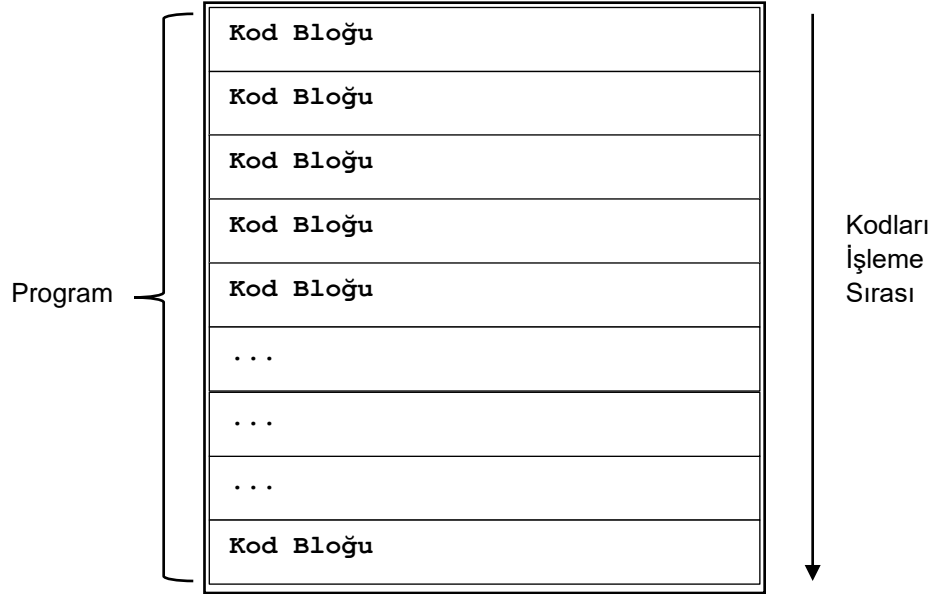 Kod Bloğu
Kod Bloğu
Kod Bloğu
Kod Bloğu
Kod Bloğu
...
...
...
Kod Bloğu
Program
Kodları
İşleme
Sırası